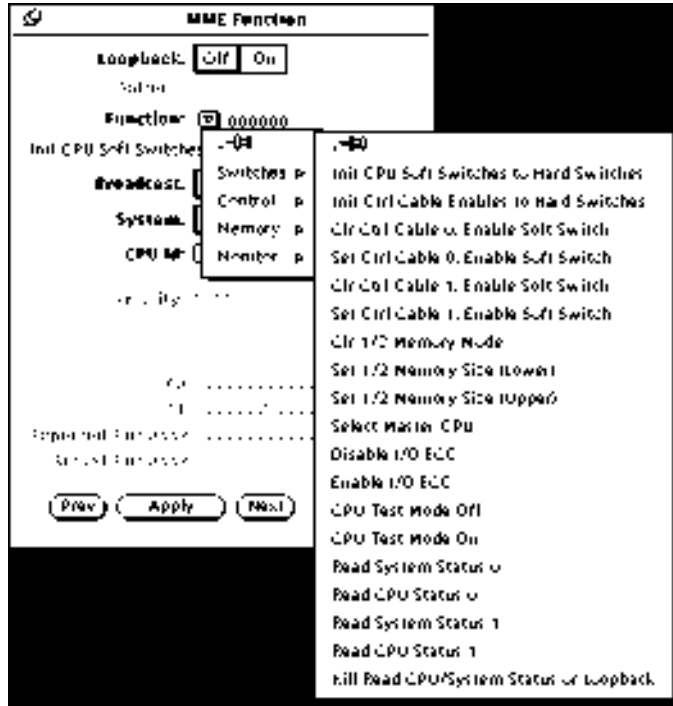 MME Function
Loopback: Off On
Function: 000000
Init CPU Soft Switches
Broadcast:
System:
CPU
Prev Apply Next
Switches
Control
Memory
Monitor
Init CPU Soft Switches to Hard Switches
Init Ctrl Cable Enables to Hard Switches
Clr Ctrl Cable 0. Enable Soft Switch
Set Ctrl Cable 0. Enable Soft Switch
Clr Ctrl Cable 1. Enable Soft Switch
Set Ctrl Cable 1. Enable Soft Switch
Clr 1/2 Memory Mode
Set 1/2 Memory Size (Lower)
Set 1/2 Memory Size (Upper)
Select Master CPU
Disable I/O ECC
Enable I/O ECC
CPU Test Mode Off
CPU Test Mode On
Read System Status 0
Read CPU Status 0
Read System Status 1
Read CPU Status 1
Kill Read CPU/System Status or Loopback